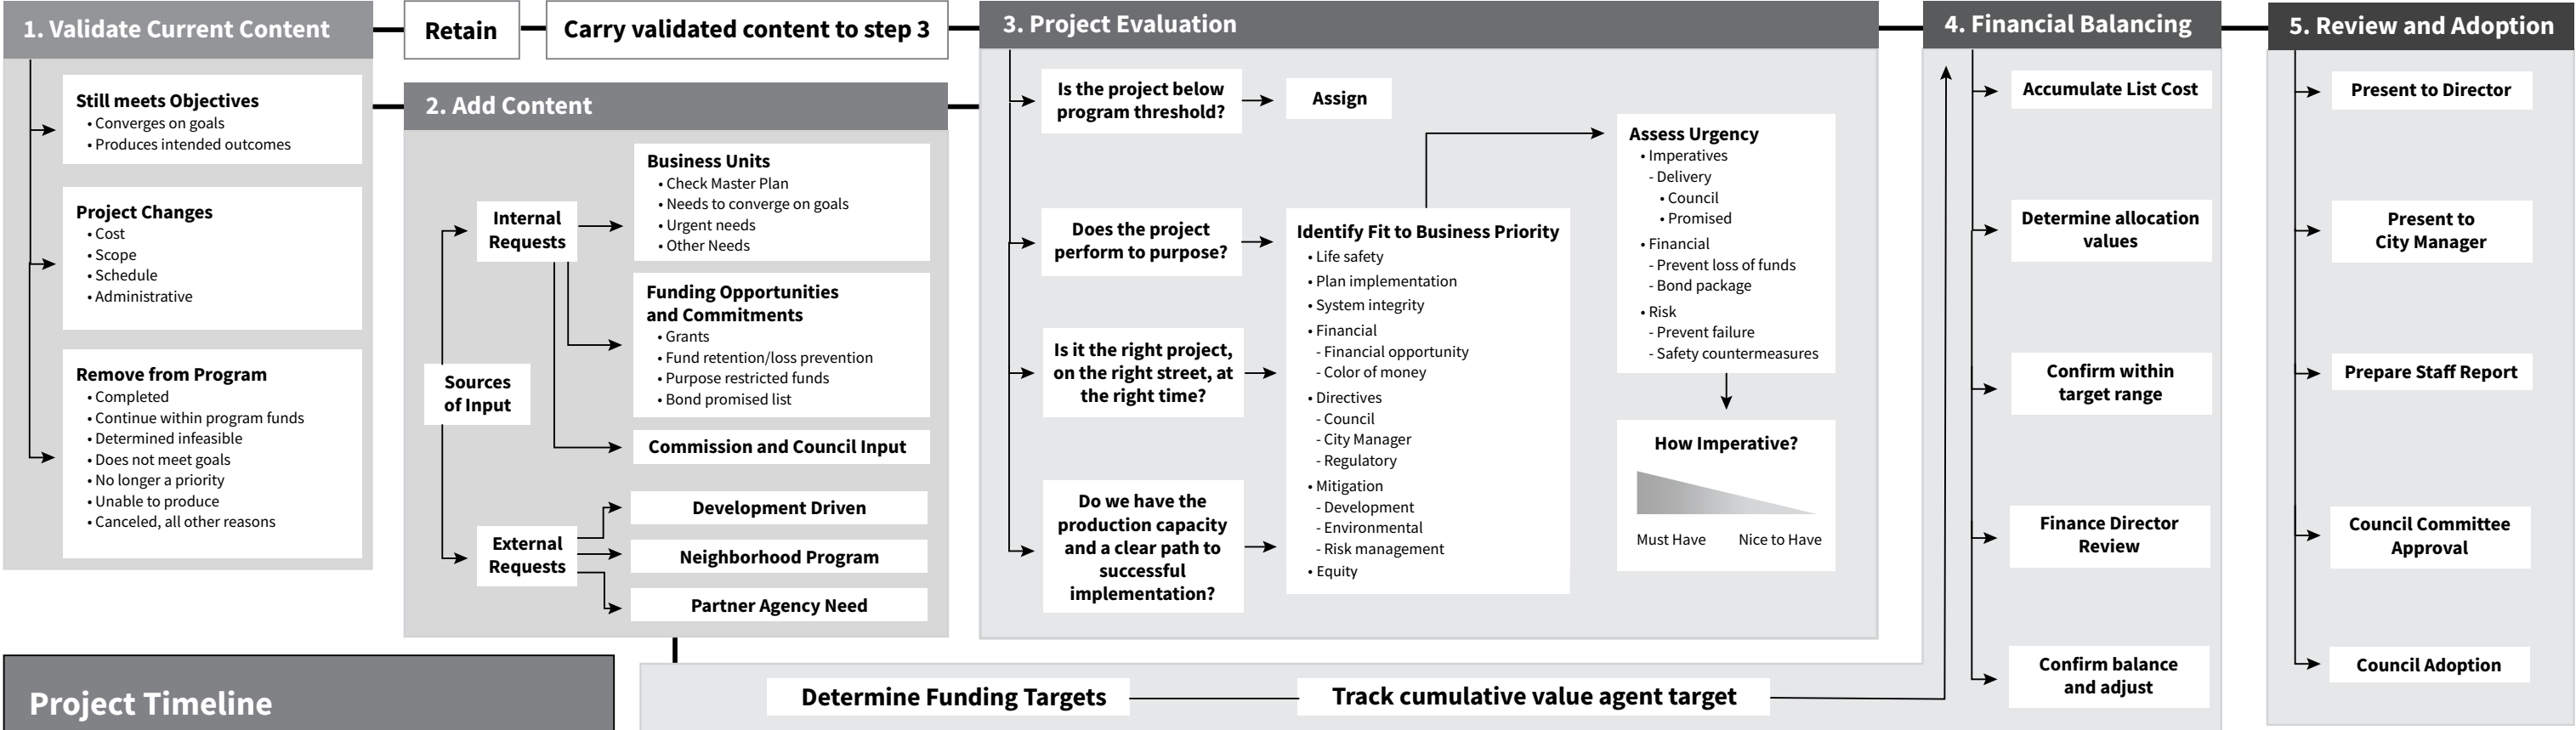 1. Validate Current Content
Still meets Objectives
• Converges on goals
• Produces intended outcomes
Project Changes
• Cost
• Scope
• Schedule
• Administrative
Remove from Program
• Completed
• Continue within program funds
• Determined infeasible
• Does not meet goals
• No longer a priority
• Unable to produce
• Canceled, all other reasons
Retain
Carry validated content to step 3
2. Add Content
Sources
of Input
Internal
Requests
Business Units
• Check Master Plan
• Needs to converge on goals
• Urgent needs
• Other Needs
Funding Opportunities
and Commitments
• Grants
• Fund retention/loss prevention
• Purpose restricted funds
• Bond promised list
Commission and Council Input
External
Requests
Development Driven
Neighborhood Program
Partner Agency Need
3. Project Evaluation
Is the project below
program threshold?
Assign
Does the project
perform to purpose?
Is it the right project,
on the right street, at
the right time?
Do we have the
production capacity
and a clear path to
successful
implementation?
Identify Fit to Business Priority
• Life safety
• Plan implementation
• System integrity
• Financial
- Financial opportunity
- Color of money
• Directives
- Council
- City Manager
- Regulatory
• Mitigation
- Development
- Environmental
- Risk management
• Equity
Assess Urgency
• Imperatives
- Delivery
• Council
• Promised
• Financial
- Prevent loss of funds
- Bond package
• Risk
- Prevent failure
- Safety countermeasures
How Imperative?
Must Have
Nice to Have
4. Financial Balancing
Accumulate List Cost
Determine allocation
values
Confirm within
target range
Finance Director
Review
Confirm balance
and adjust
5. Review and Adoption
Present to Director
Present to
City Manager
Prepare Staff Report
Council Committee
Approval
Council Adoption
Project Timeline
Determine Funding Targets
Track cumulative value agent target